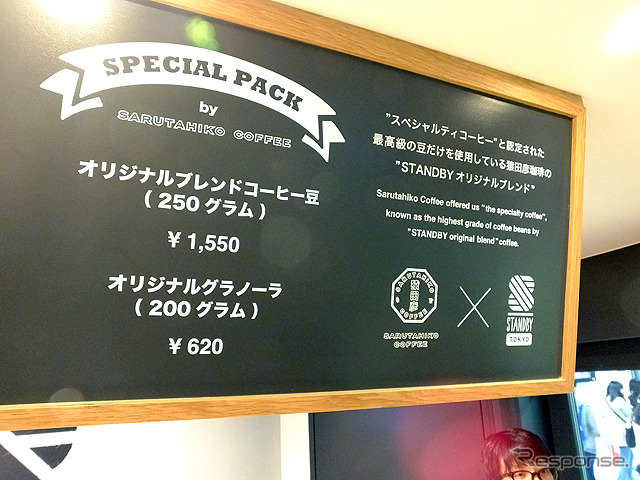 SPECIAL PACK
by
SARUTAHIKO COFFEE
オリジナルブレンドコーヒー豆
( 250 グラム )
¥ 1,550
オリジナルグラノーラ
( 200 グラム )
¥ 620
"スペシャルティコーヒー"と認定された
最高級の豆だけを使用している猿田彦珈琲の
"STANDBY オリジナルブレンド"
Sarutahiko Coffee offered us "the specialty coffee",
known as the highest grade of coffee beans by
"STANDBY original blend" coffee.
SARUTAHIKO
猿田彦
COFFEE
SARUTAHIKO
COFFEE
STANDBY
TOKYO
Response.